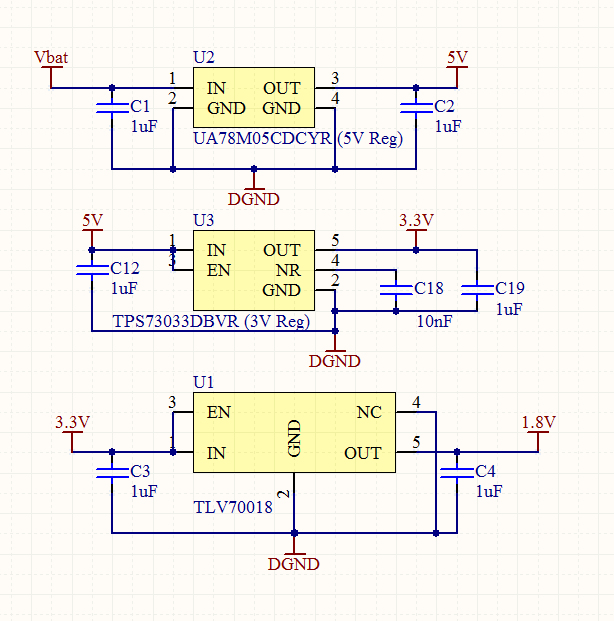 Vbat
U2
5V
1
IN
OUT
3
2
GND
GND
4
C1
1uF
C2
1uF
UA78M05CDCYR (5V Reg)
DGND
5V
U3
3.3V
1
IN
OUT
5
3
EN
NR
4
GND
2
C12
1uF
C18
10nF
C19
1uF
TPS73033DBVR (3V Reg)
DGND
U1
3.3V
3
EN
NC
4
1.8V
1
IN
GND
OUT
5
C3
1uF
2
C4
1uF
TLV70018
DGND